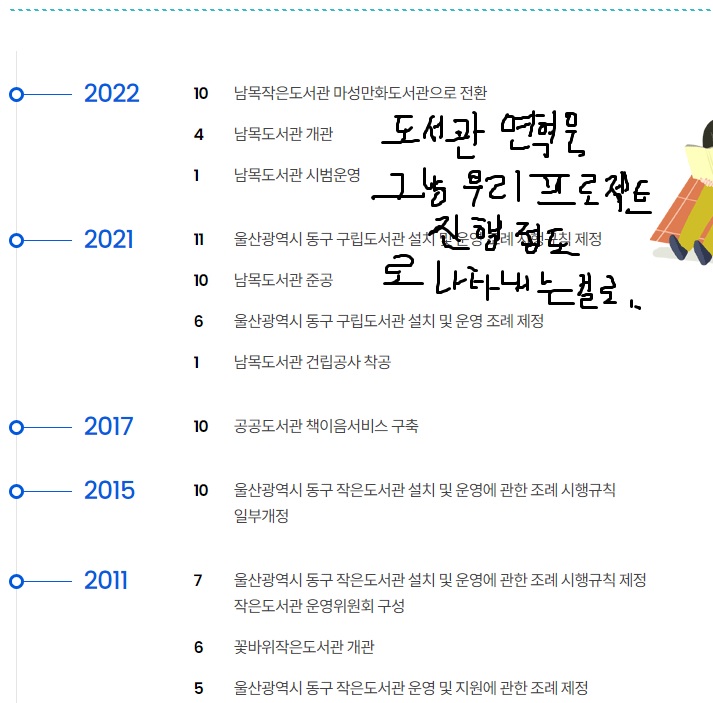 2022
10 남목작은도서관 마성만화도서관으로 전환
4 남목도서관 개관
1 남목도서관 시범운영
도서관 연혁은
그냥 우리 프로젝트
진행 정도
로 나타내는 걸로..
2021
11 울산광역시 동구 구립도서관 설치 및 운영 조례 시행규칙 제정
10 남목도서관 준공
6 울산광역시 동구 구립도서관 설치 및 운영 조례 제정
1 남목도서관 건립공사 착공
2017
10 공공도서관 책이음서비스 구축
2015
10 울산광역시 동구 작은도서관 설치 및 운영에 관한 조례 시행규칙
일부개정
2011
7 울산광역시 동구 작은도서관 설치 및 운영에 관한 조례 시행규칙 제정
작은도서관 운영위원회 구성
6 꽃바위작은도서관 개관
5 울산광역시 동구 작은도서관 운영 및 지원에 관한 조례 제정